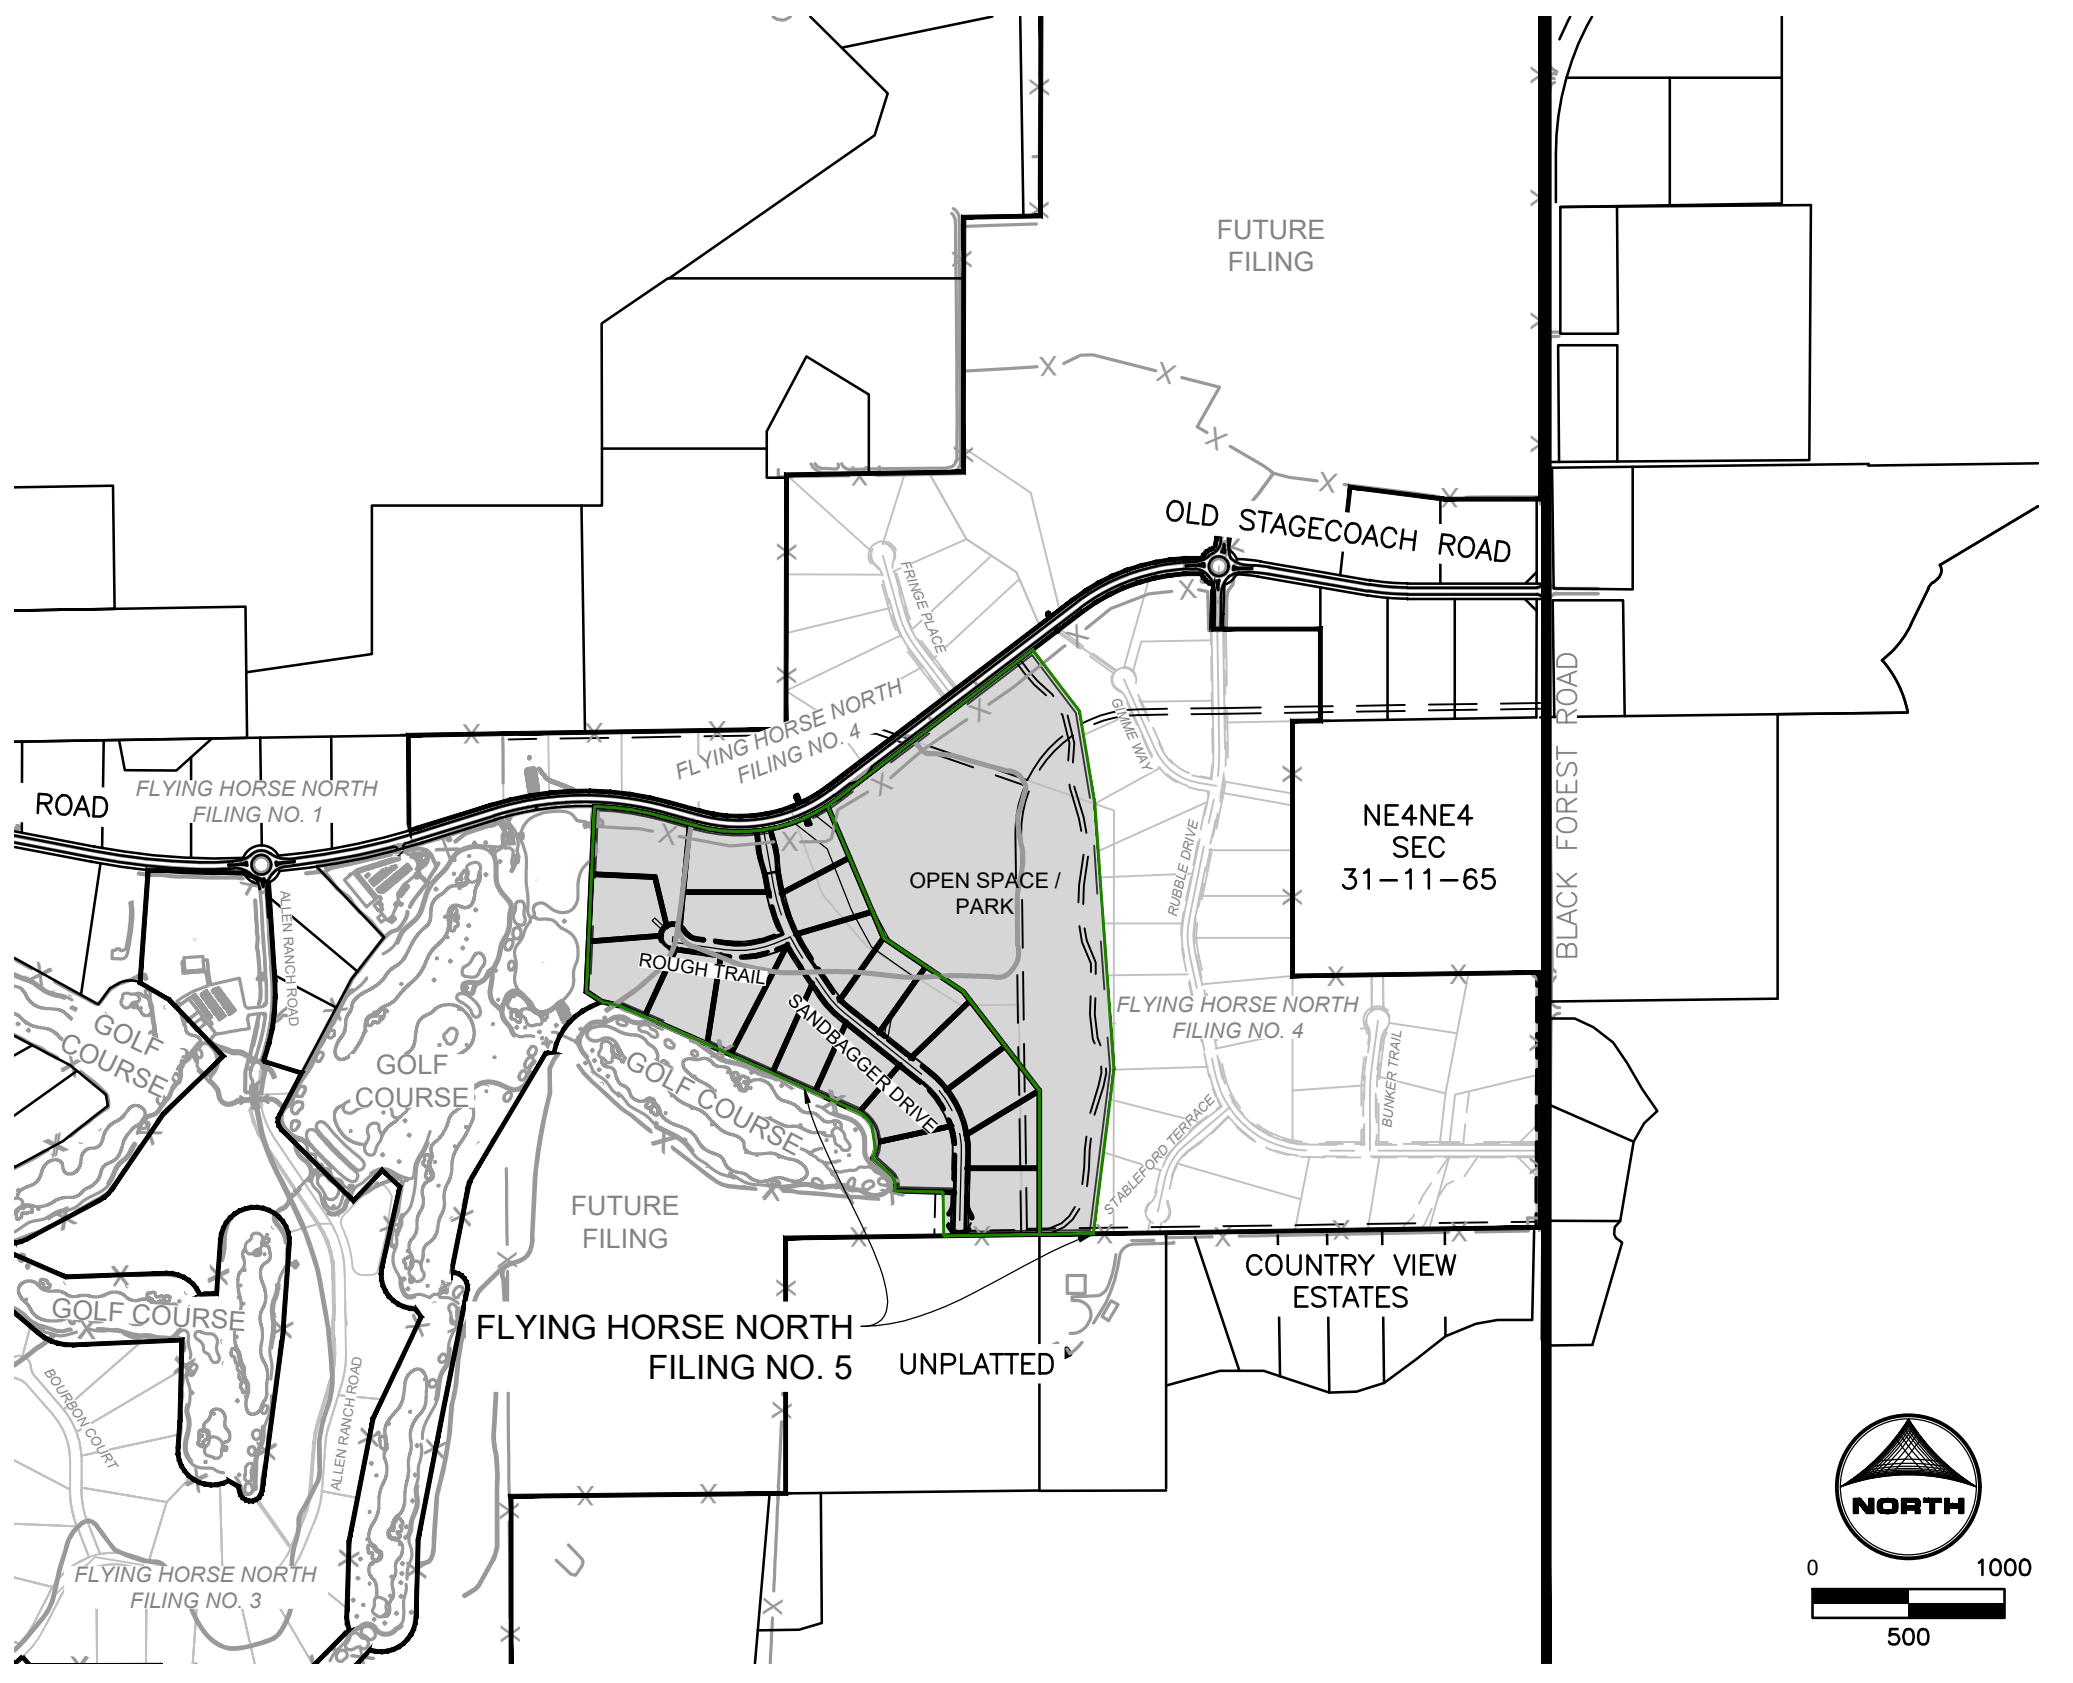 FUTURE
FILING
OLD STAGECOACH ROAD
FRINGE PLACE
FLYING HORSE NORTH
FILING NO. 4
GIMME WAY
BLACK FOREST ROAD
ROAD
FLYING HORSE NORTH
FILING NO. 1
NE4NE4
SEC
31-11-65
RUBBLE DRIVE
OPEN SPACE /
PARK
ALLEN RANCH ROAD
ROUGH TRAIL
SANDBAGGER DRIVE
FLYING HORSE NORTH
FILING NO. 4
GOLF
COURSE
GOLF
COURSE
GOLF COURSE
BUNKER TRAIL
STABLEFORD TERRACE
FUTURE
FILING
COUNTRY VIEW
ESTATES
GOLF COURSE
FLYING HORSE NORTH
FILING NO. 5
UNPLATTED
BOURBON COURT
ALLEN RANCH ROAD
FLYING HORSE NORTH
FILING NO. 3
NORTH
0 1000
500